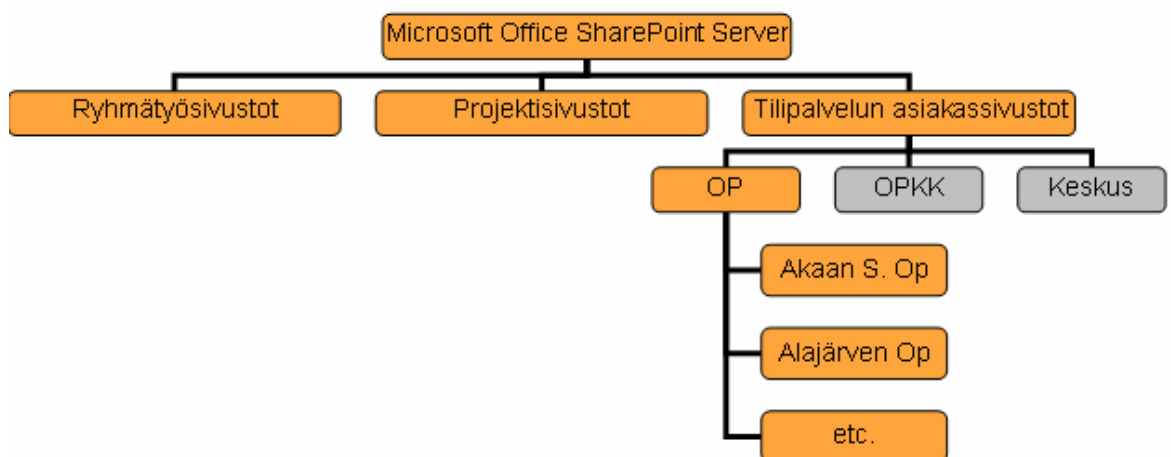 Microsoft Office SharePoint Server
Ryhmätyösivustot
Projektisivustot
Tilipalvelun asiakassivustot
OP
OPKK
Keskus
Akaan S. Op
Alajärven Op
etc.